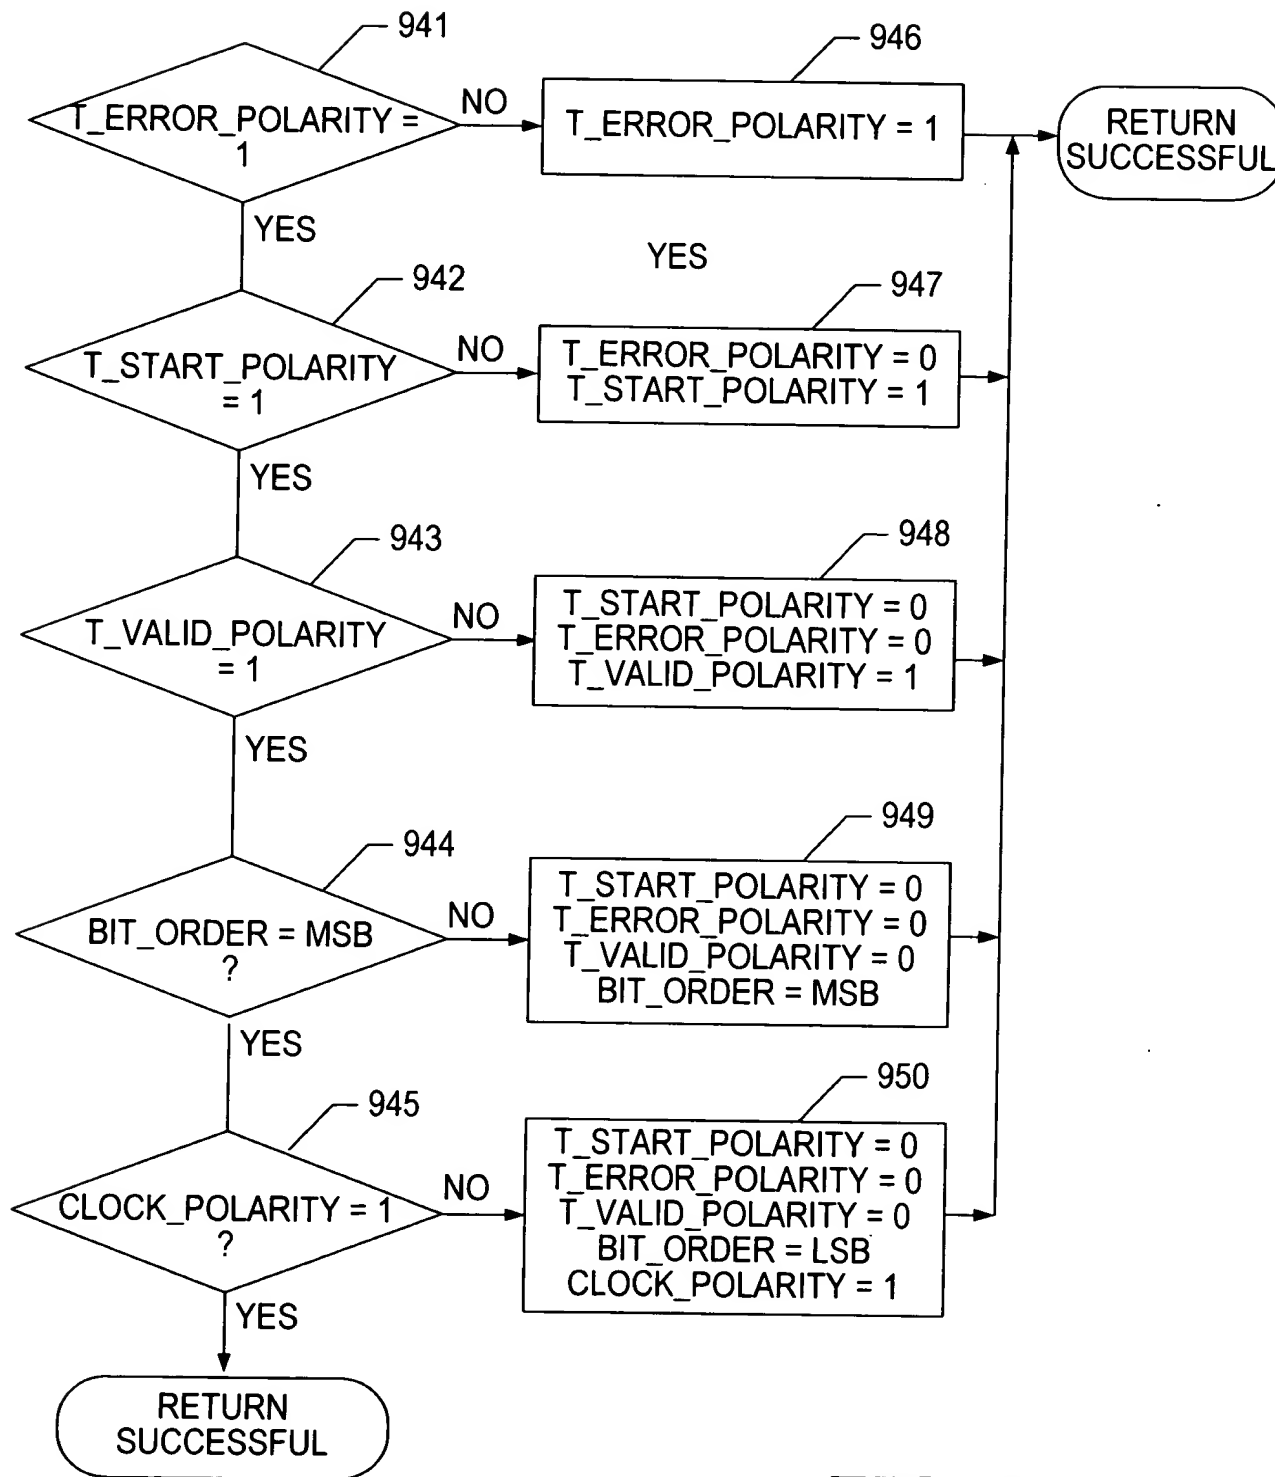 941
T_ERROR_POLARITY =
1
NO
946
T_ERROR_POLARITY = 1
RETURN
SUCCESSFUL
YES
YES
942
T_START_POLARITY
= 1
NO
947
T_ERROR_POLARITY = 0
T_START_POLARITY = 1
YES
943
T_VALID_POLARITY
= 1
NO
948
T_START_POLARITY = 0
T_ERROR_POLARITY = 0
T_VALID_POLARITY = 1
YES
944
BIT_ORDER = MSB
?
NO
949
T_START_POLARITY = 0
T_ERROR_POLARITY = 0
T_VALID_POLARITY = 0
BIT_ORDER = MSB
YES
945
CLOCK_POLARITY = 1
?
NO
950
T_START_POLARITY = 0
T_ERROR_POLARITY = 0
T_VALID_POLARITY = 0
BIT_ORDER = LSB
CLOCK_POLARITY = 1
YES
RETURN
SUCCESSFUL